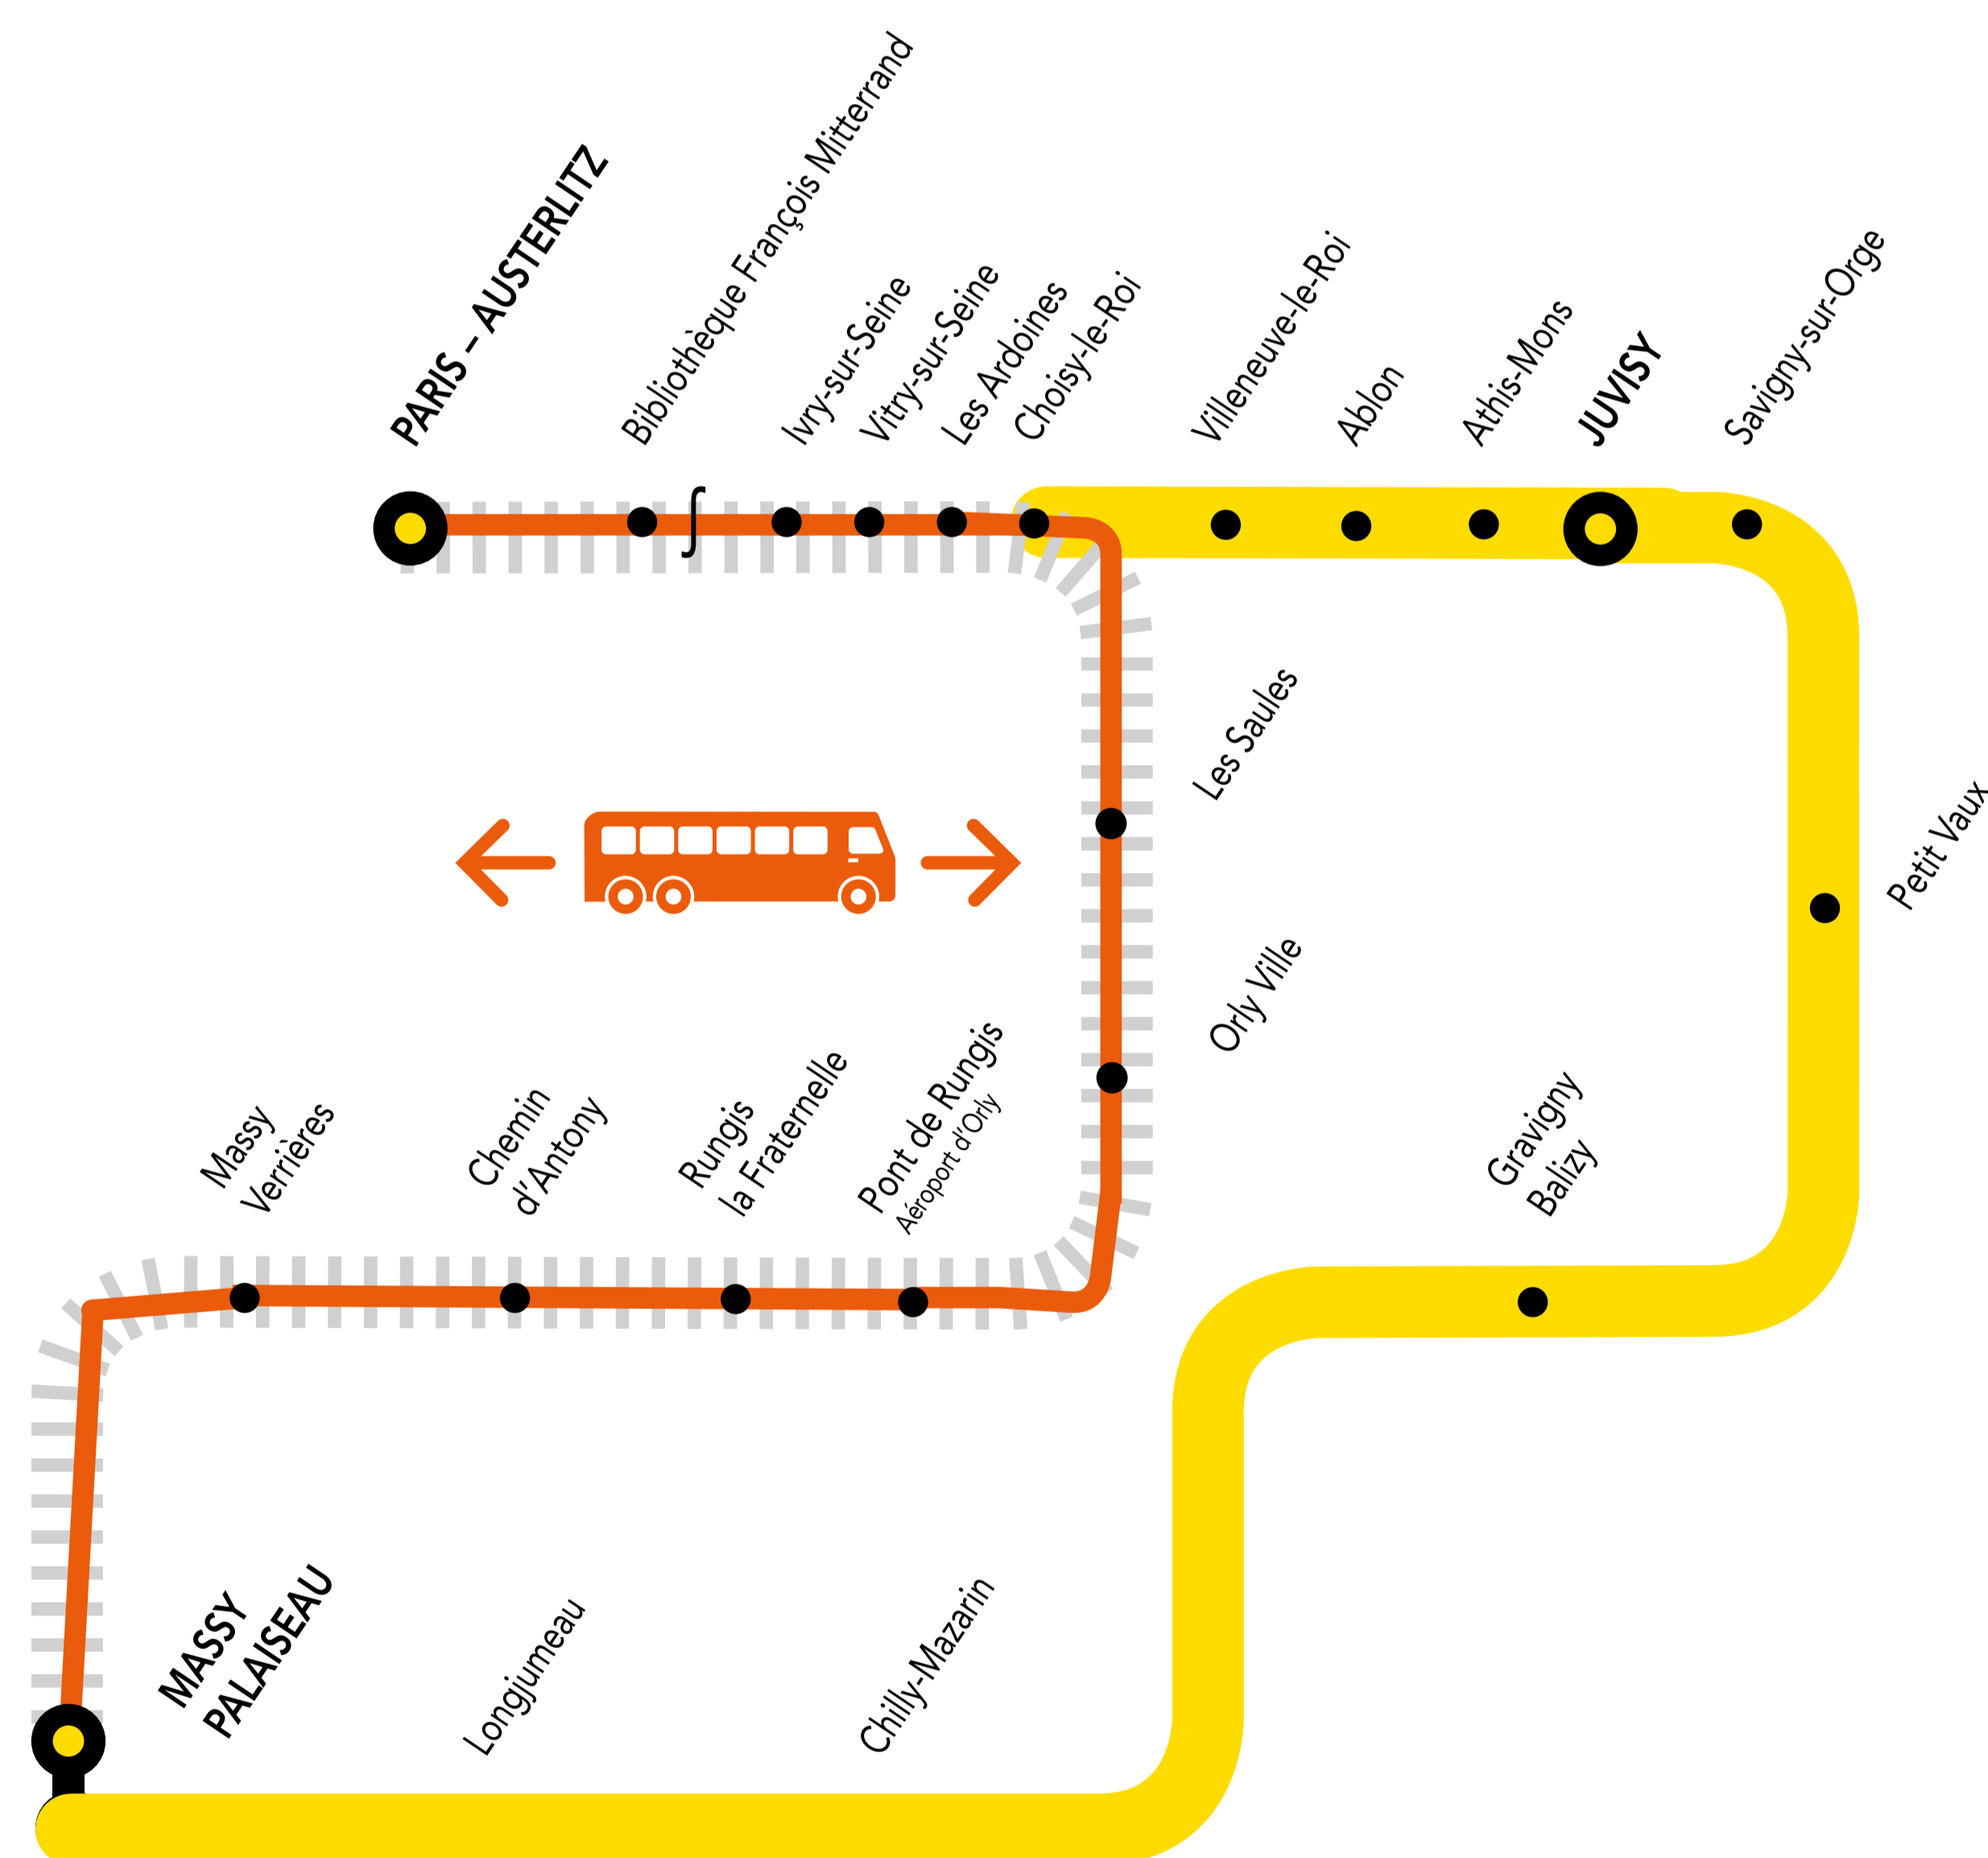 PARIS – AUSTERLITZ
Bibliothèque François Mitterrand
Ivry-sur-Seine
Vitry-sur-Seine
Les Ardoines
Choisy-le-Roi
Villeneuve-le-Roi
Ablon
Athis-Mons
JUVISY
Savigny-sur-Orge
Les Saules
Petit Vaux
Orly Ville
Massy
Verrières
Chemin
d'Antony
Rungis
la Fraternelle
Pont de Rungis
Aéroport d'Orly
Gravigny
Balizy
MASSY
PALAISEAU
Longjumeau
Chilly-Mazarin